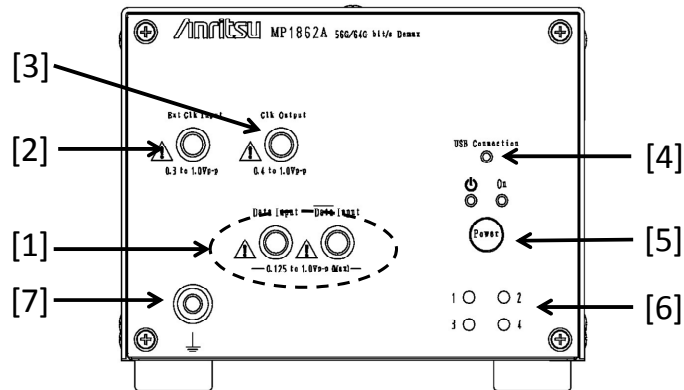 Anritsu MP1862A 56G/64G bit/s Demux
[3]
Ext Clk Input Clk Output
[2]
0.3 to 1.0Vp-p 0.4 to 1.0Vp-p
USB Connection
[4]
On
[1]
Data Input Data Input
Power
[5]
0.125 to 1.0Vp-p (Max)
[7]
1 2
[6]
3 4